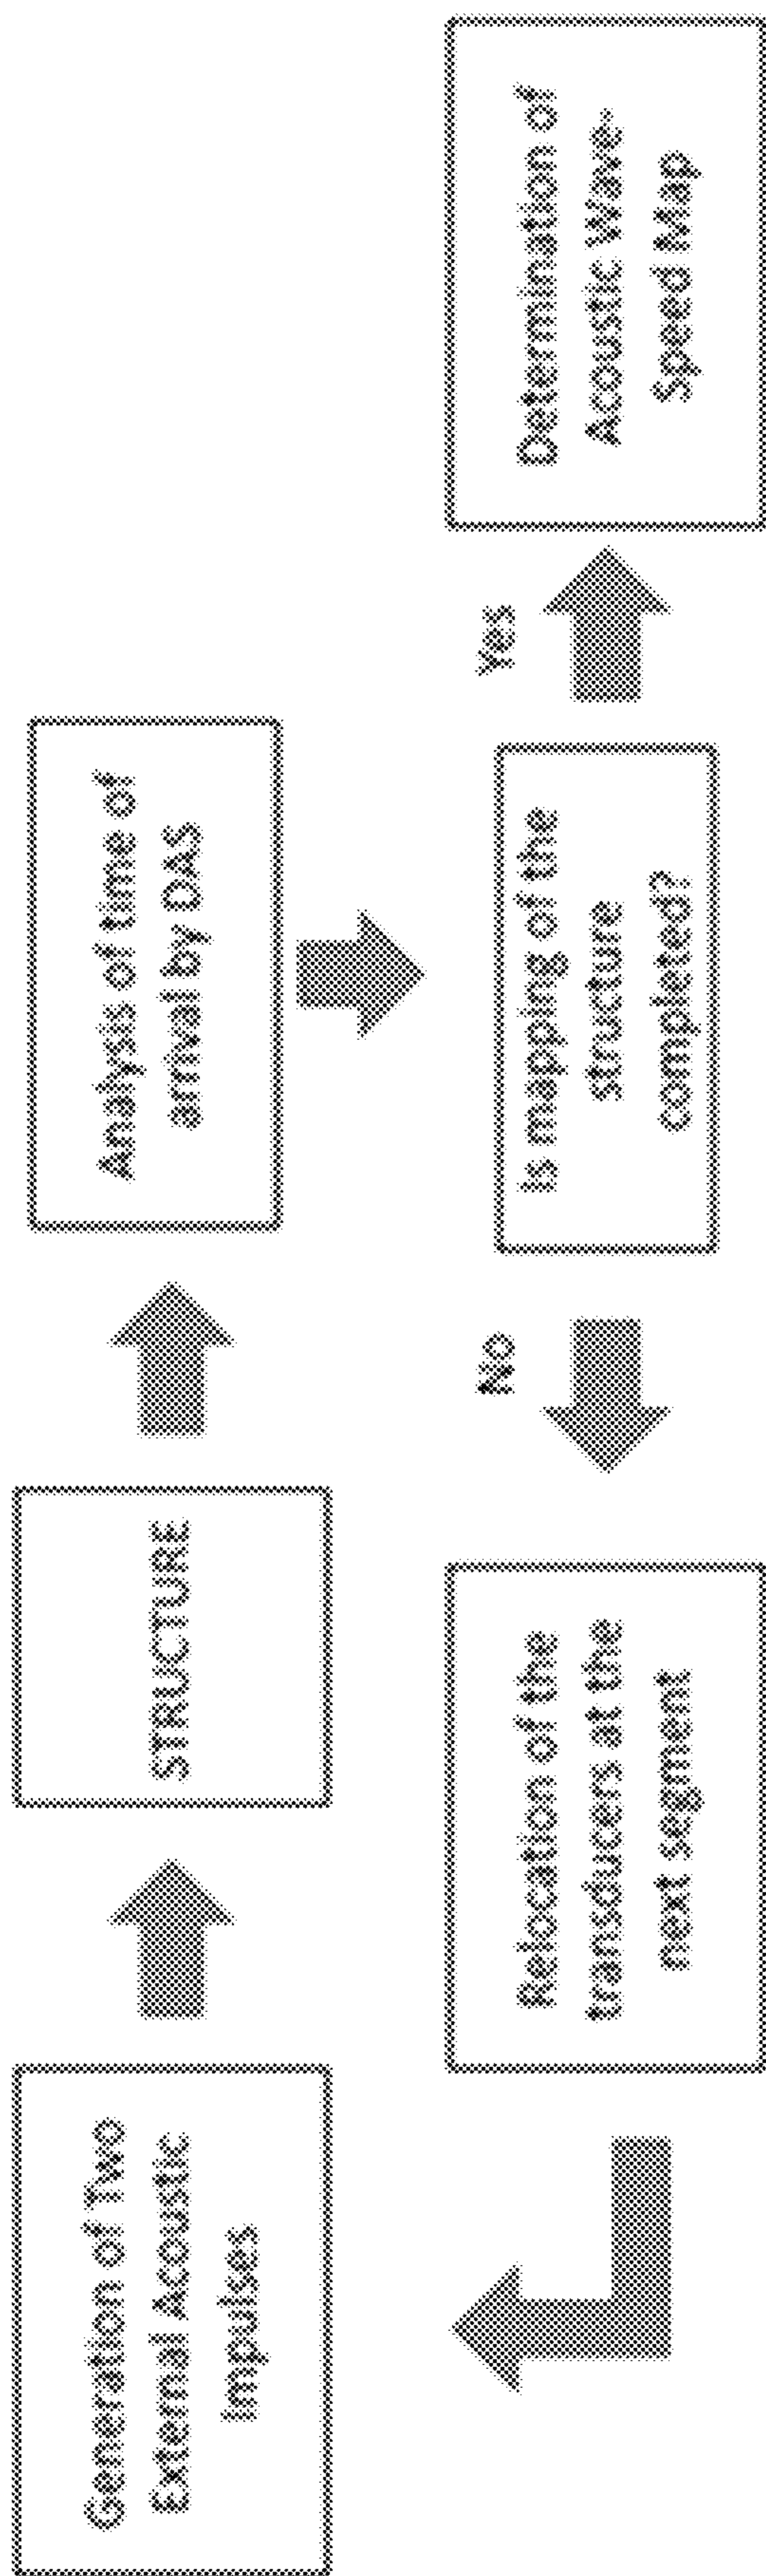 Generation of Two
External Acoustic
Impulses
STRUCTURE
Analysis of time of
arrival by DAS
Is mapping of the
structure
completed?
Yes
Determination of
Acoustic Wave-
Speed Map
No
Relocation of the
transducers at the
next segment